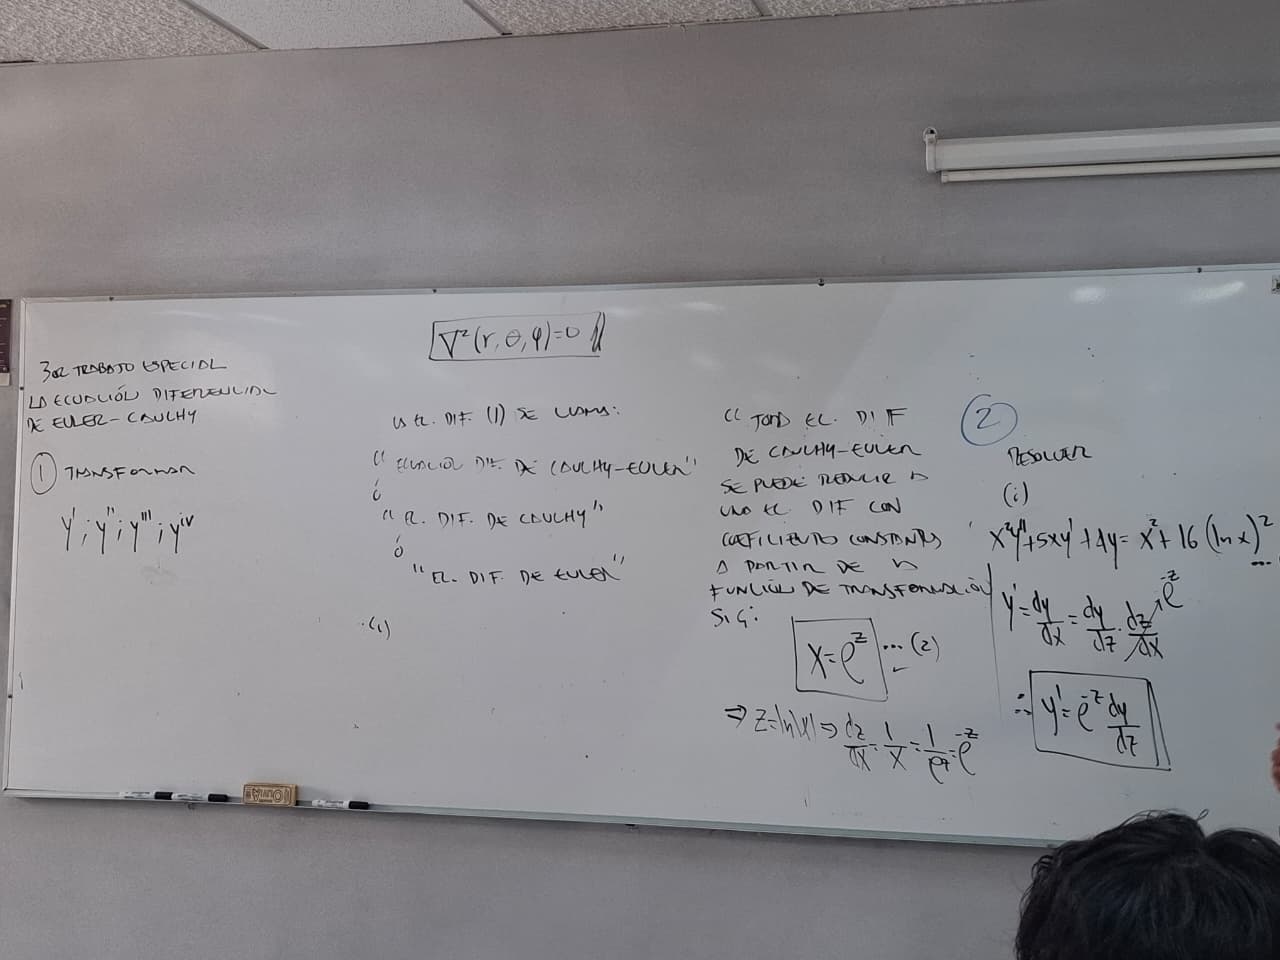 ∇²(r, θ, φ)=0
3ER TRABAJO ESPECIAL
LA ECUACIÓN DIFERENCIAL
DE EULER-CAUCHY
① TRANSFORMAR
y' ; y'' ; y''' ; y^iv
LA EC. DIF. (1) SE LLAMA:
"ECUACIÓN DIF. DE CAUCHY-EULER"
ó
"EC. DIF. DE CAUCHY"
ó
"EC. DIF. DE EULER"
...(1)
"TODA EC. DIF
DE CAUCHY-EULER
SE PUEDE REDUCIR A
UNA EC. DIF CON
COEFICIENTES CONSTANTES
A PARTIR DE LA
FUNCIÓN DE TRANSFORMACIÓN
SIG:
x=e^z ...(2)
⇒ z=ln|x| ⇒ dz/dx = 1/x = 1/e^z = e^-z
②
RESOLVER
(i)
x²y''+5xy'+4y= x²+16(ln x)² ...
y'=dy/dx=dy/dz · dz/dx e^-z
∴ y'=e^-z dy/dz